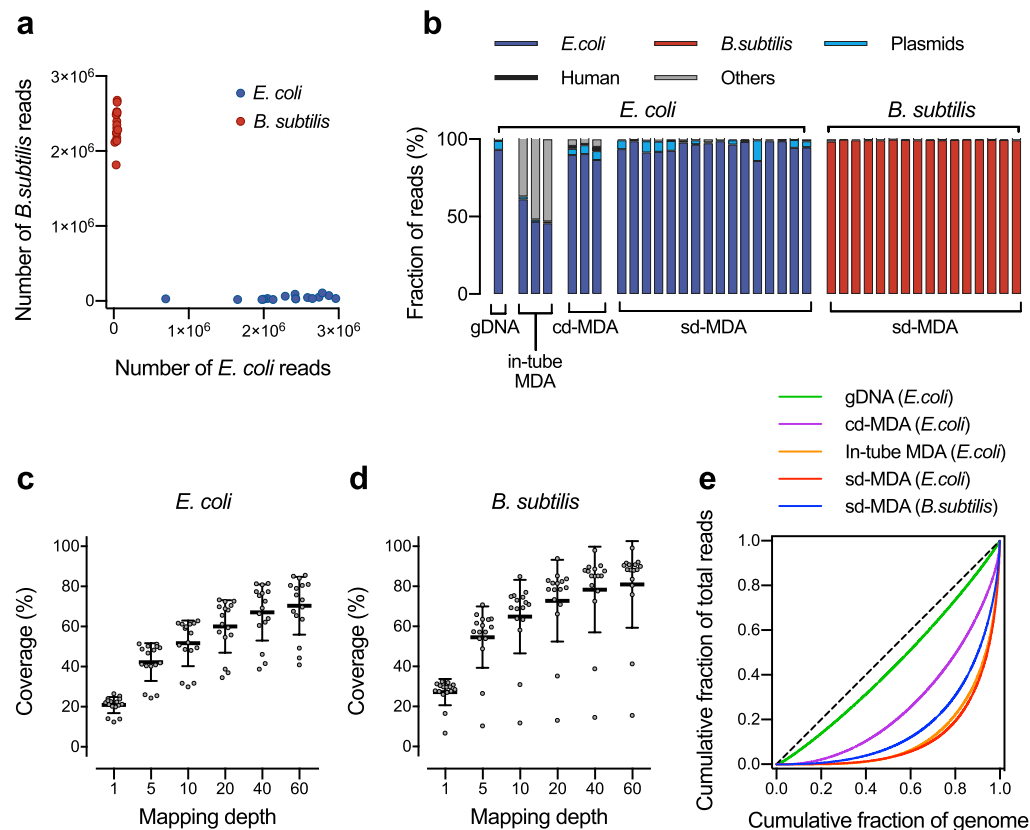 a
3×10⁶
2×10⁶
1×10⁶
0
Number of B.subtilis reads
E. coli
B. subtilis
0
1×10⁶
2×10⁶
3×10⁶
Number of E. coli reads
b
E.coli
B.subtilis
Plasmids
Human
Others
E. coli
B. subtilis
Fraction of reads (%)
100
50
0
gDNA
in-tube
MDA
cd-MDA
sd-MDA
sd-MDA
c
E. coli
Coverage (%)
100
80
60
40
20
0
1
5
10
20
40
60
Mapping depth
d
B. subtilis
Coverage (%)
100
80
60
40
20
0
1
5
10
20
40
60
Mapping depth
gDNA (E.coli)
cd-MDA (E.coli)
In-tube MDA (E.coli)
sd-MDA (E.coli)
sd-MDA (B.subtilis)
e
Cumulative fraction of total reads
1.0
0.8
0.6
0.4
0.2
0.0
0.0
0.2
0.4
0.6
0.8
1.0
Cumulative fraction of genome